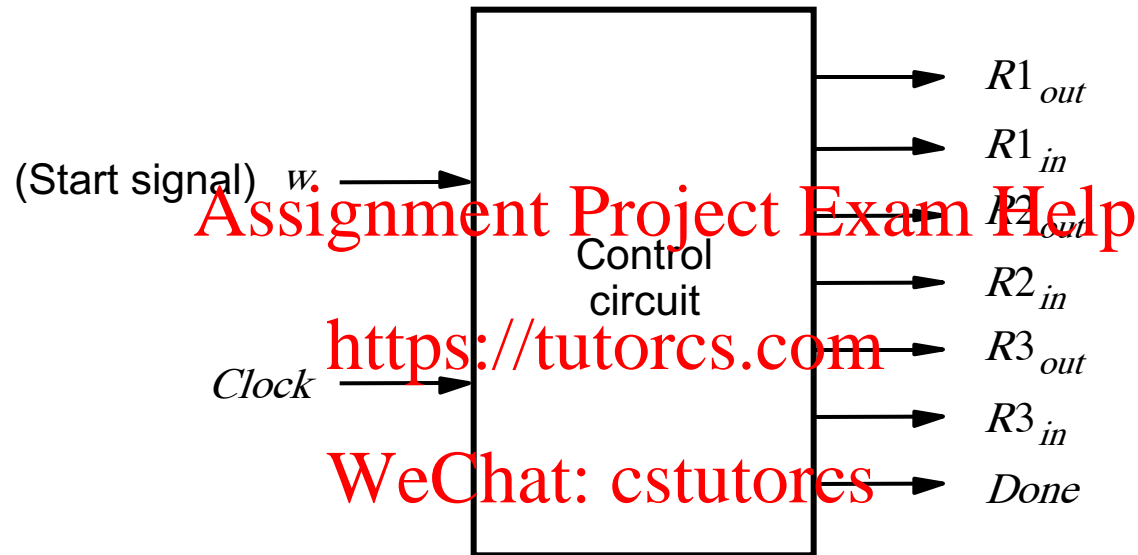 R1out
R1in
(Start signal) w
Assignment Project Exam Help
R2out
Control
circuit
R2in
https://tutorcs.com
R3out
Clock
R3in
WeChat: cstutorcs
Done